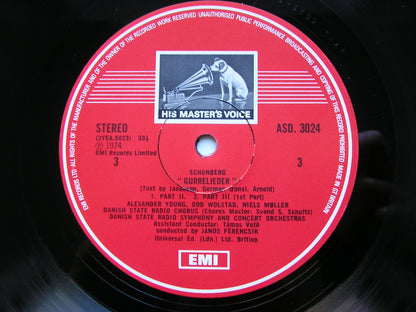 ALL RIGHTS OF THE MANUFACTURER AND OF THE OWNER OF THE RECORDED WORK RESERVED UNAUTHORISED PUBLIC PERFORMANCE BROADCASTING AND COPYING OF THIS RECORD PROHIBITED
MADE IN GT BRITAIN
EMI RECORDS LTD
HIS MASTER'S VOICE
STEREO
(2YEA.5023) 33⅓
Ⓟ 1974
EMI Records Limited
3
ASD. 3024
3
SCHONBERG
"GURRELIEDER"
(Text by Jacobsen, German transl. Arnold)
1. PART II. 2. PART III (1st Part)
ALEXANDER YOUNG, ODD WOLSTAD, NIELS MØLLER
DANISH STATE RADIO CHORUS (Chorus Master: Svend S. Schultz)
DANISH STATE RADIO SYMPHONY AND CONCERT ORCHESTRAS
Assistant Conductor: Tamas Vetö
conducted by JANOS FERENCSIK
Universal Ed. (Ldn.) Ltd. Britico
EMI